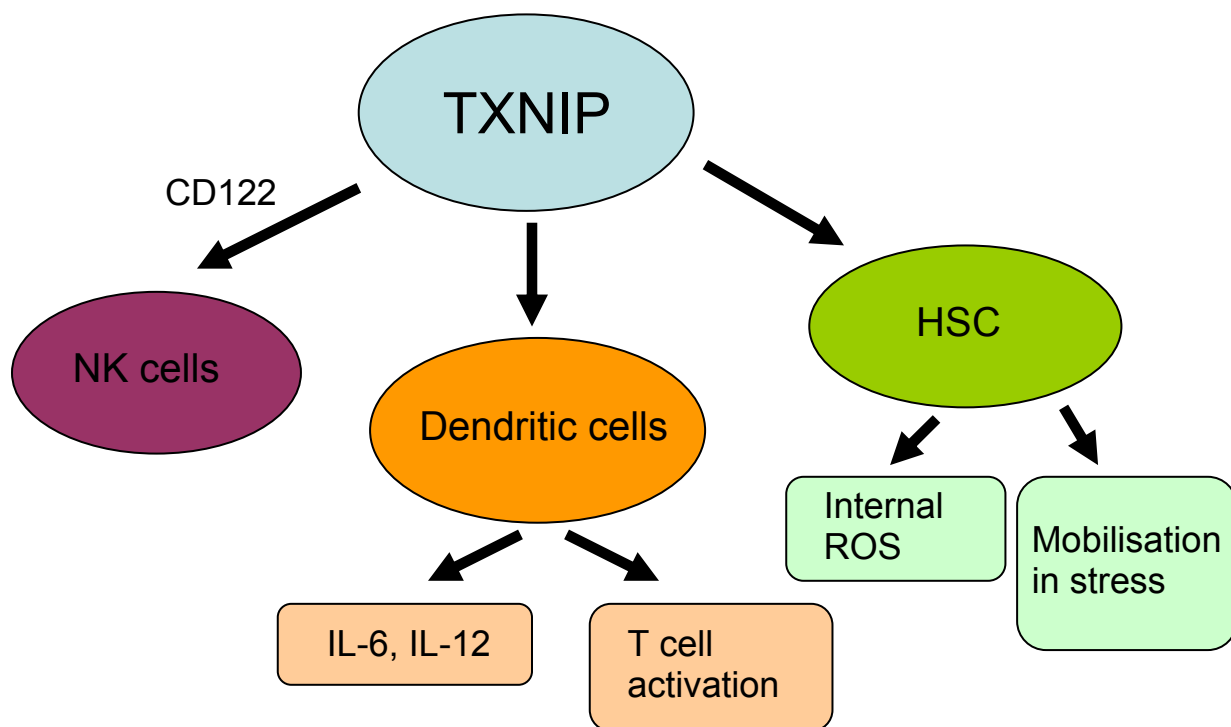 TXNIP
CD122
NK cells
Dendritic cells
HSC
IL-6, IL-12
T cell
activation
Internal
ROS
Mobilisation
in stress